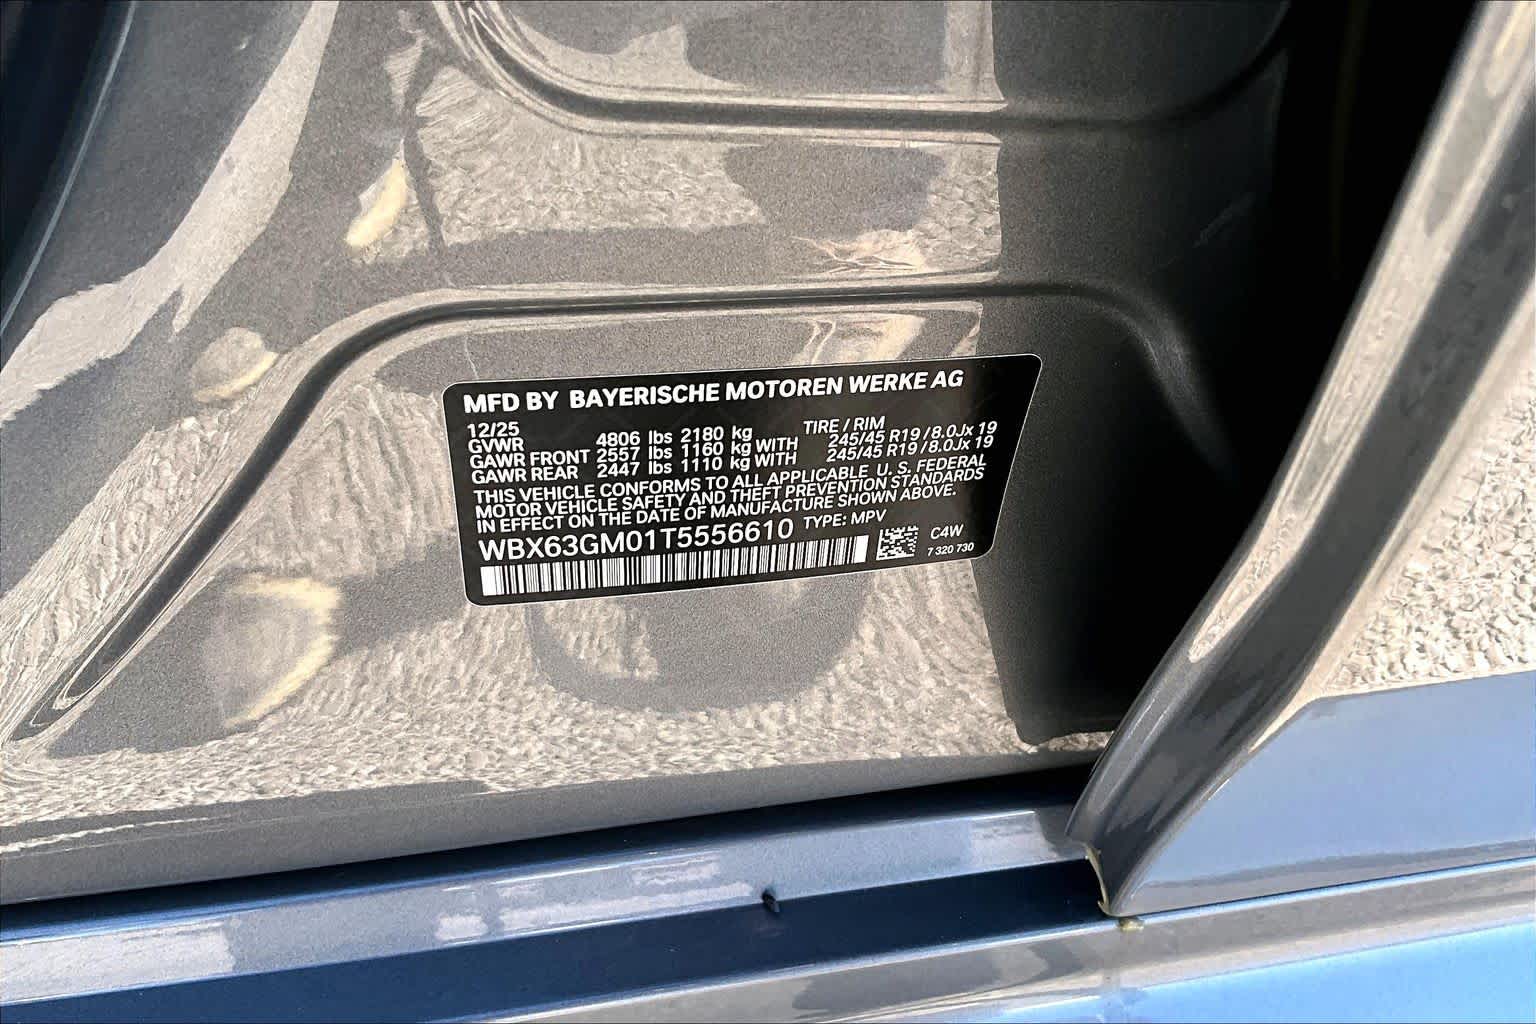 MFD BY BAYERISCHE MOTOREN WERKE AG
12/25 TIRE / RIM
GVWR 4806 lbs 2180 kg
GAWR FRONT 2557 lbs 1160 kg WITH 245/45 R19 / 8.0Jx 19
GAWR REAR 2447 lbs 1110 kg WITH 245/45 R19 / 8.0Jx 19
THIS VEHICLE CONFORMS TO ALL APPLICABLE U. S. FEDERAL
MOTOR VEHICLE SAFETY AND THEFT PREVENTION STANDARDS
IN EFFECT ON THE DATE OF MANUFACTURE SHOWN ABOVE.
WBX63GM01T5556610 TYPE: MPV
C4W
7 320 730